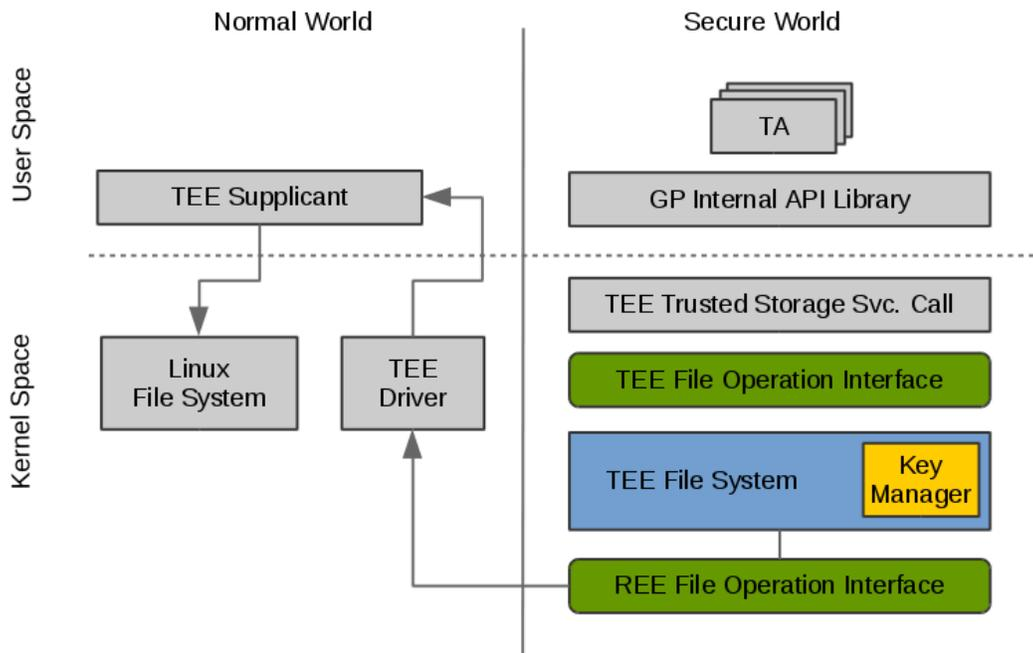 Normal World
Secure World
User Space
TA
TEE Supplicant
GP Internal API Library
Kernel Space
TEE Trusted Storage Svc. Call
Linux
File System
TEE
Driver
TEE File Operation Interface
TEE File System
Key
Manager
REE File Operation Interface